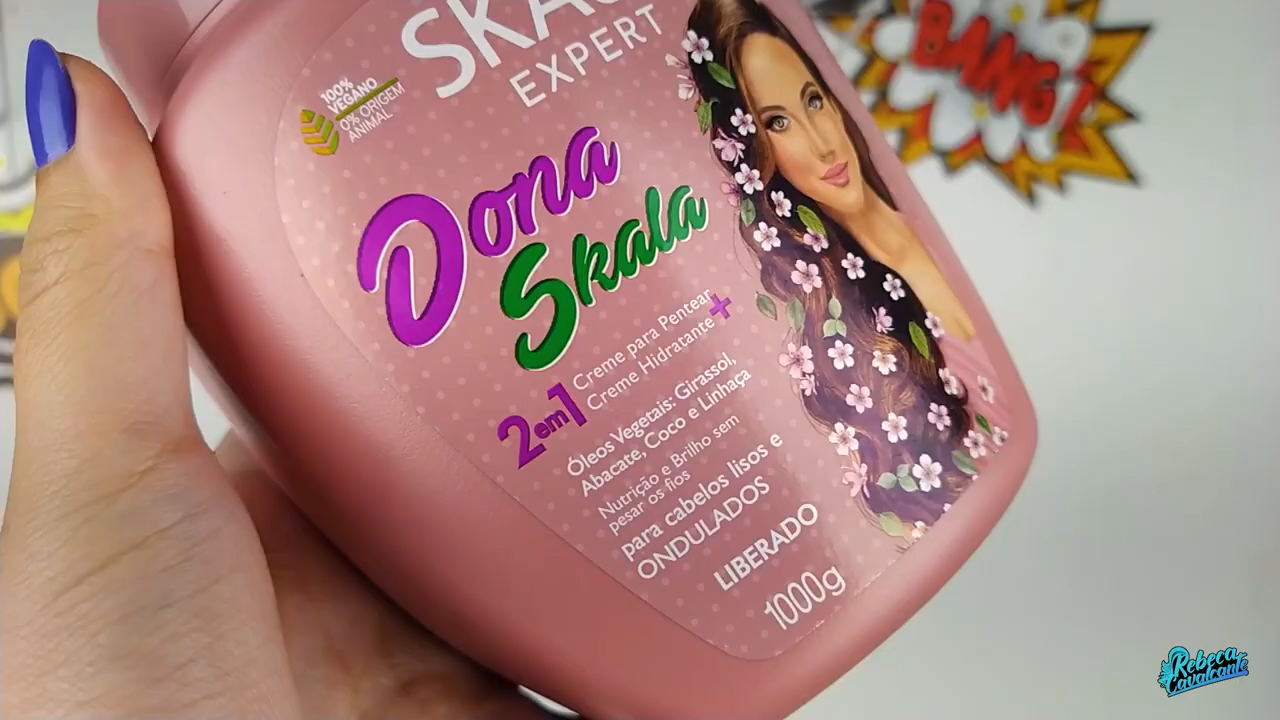 EXPERT
100%
VEGANO
0% ORIGEM
ANIMAL
Dona
Skala
2em1
Creme para Pentear
+
Creme Hidratante
Óleos Vegetais: Girassol,
Abacate, Coco e Linhaça
Nutrição e Brilho sem
pesar os fios
para cabelos lisos e
ONDULADOS
LIBERADO
1000g
BANG!
Rebeca
Cavalcante